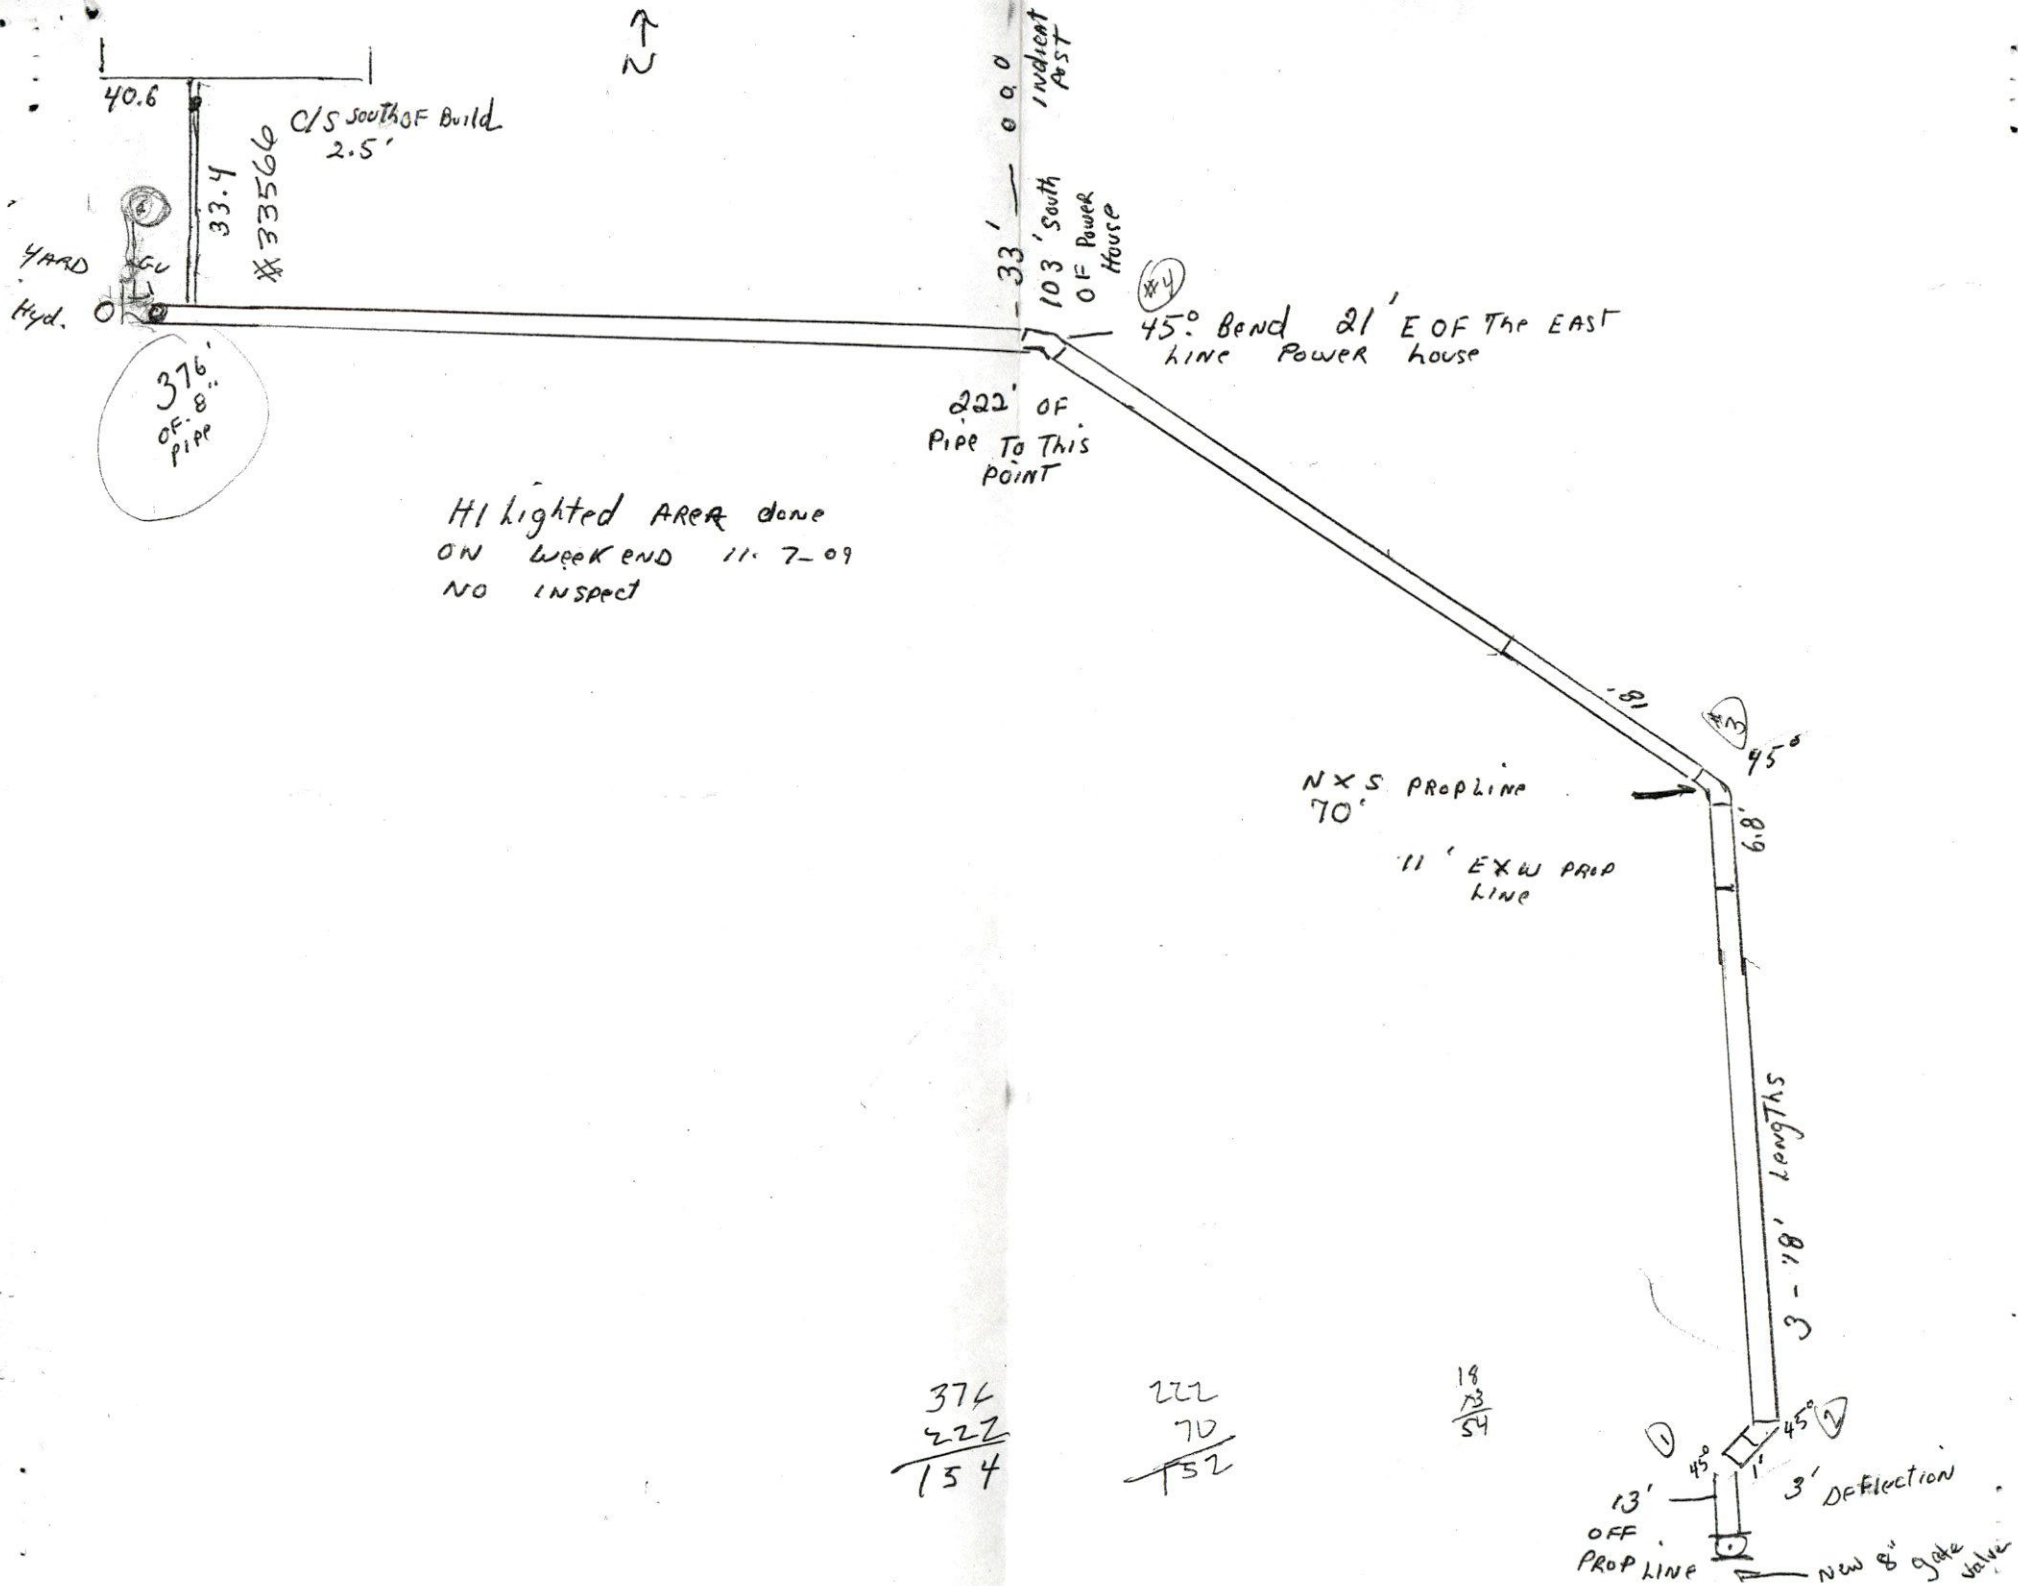 N
40.6
C/S South OF Build
2.5'
33.4
#33566
YARD
Hyd.
GV
376'
OF 8"
PIPE
33' — 0 0.0
INDICAT
POST
103' South
OF POWER
House
#4
45° Bend 21' E OF The EAST
LINE POWER house
222' OF
PIPE TO This
POINT
HI Lighted AREA done
ON WEEKEND 11-7-09
NO INSPECT
18'
#3
45°
N X S PROPLINE
70'
6.8'
11' E X W PROP
LINE
3 - 18' LENGThS
376
222
154
222
70
152
18
x3
54
1
45°
45°
2
1'
3' DEFLECTION
13'
OFF
PROP LINE
NEW 8" gate
valve